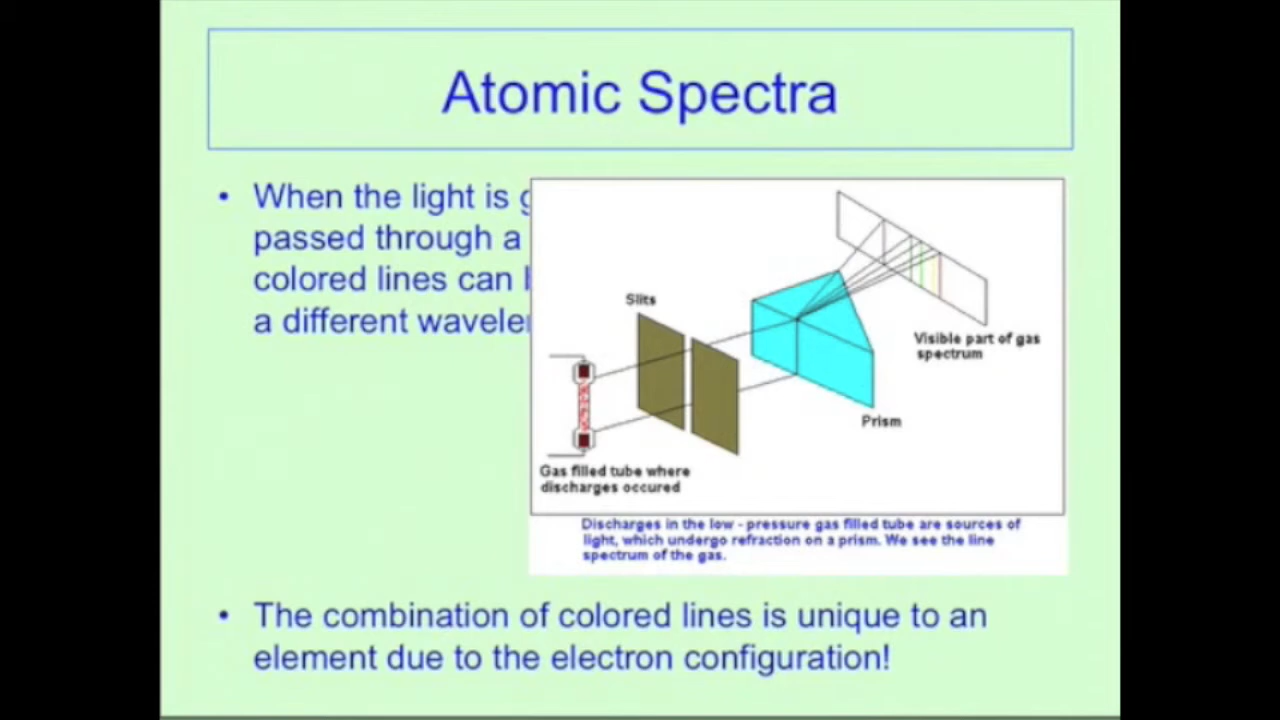 Atomic Spectra
• When the light is
passed through a
colored lines can
a different
Slits
Visible part of gas
spectrum
Prism
Gas filled tube where
discharges occured
Discharges in the low - pressure gas filled tube are sources of
light, which undergo refraction on a prism. We see the line
spectrum of the gas.
• The combination of colored lines is unique to an
element due to the electron configuration!